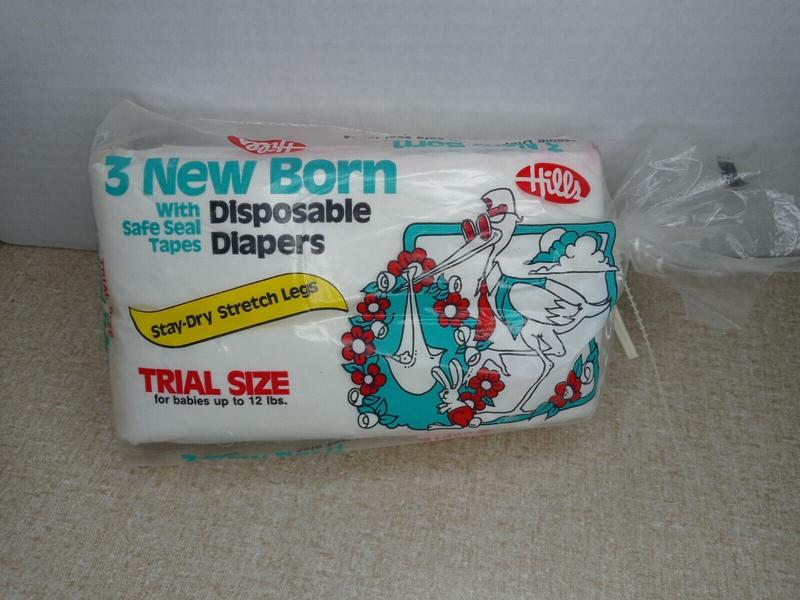 Hills
3 New Born
Hills
With
Safe Seal
Tapes
Disposable
Diapers
Stay-Dry Stretch Legs
TRIAL SIZE
for babies up to 12 lbs.